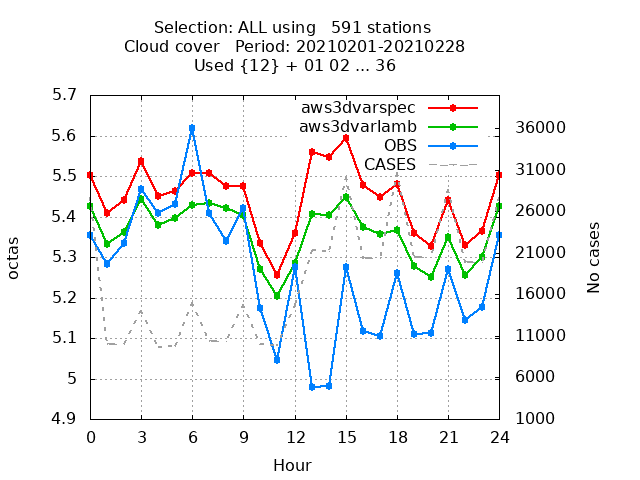 Selection: ALL using   591 stations
Cloud cover   Period: 20210201-20210228
Used {12} + 01 02 ... 36
aws3dvarspec
aws3dvarlamb
OBS
CASES
5.7
5.6
5.5
5.4
5.3
5.2
5.1
5
4.9
octas
36000
31000
26000
21000
16000
11000
6000
1000
No cases
0 3 6 9 12 15 18 21 24
Hour